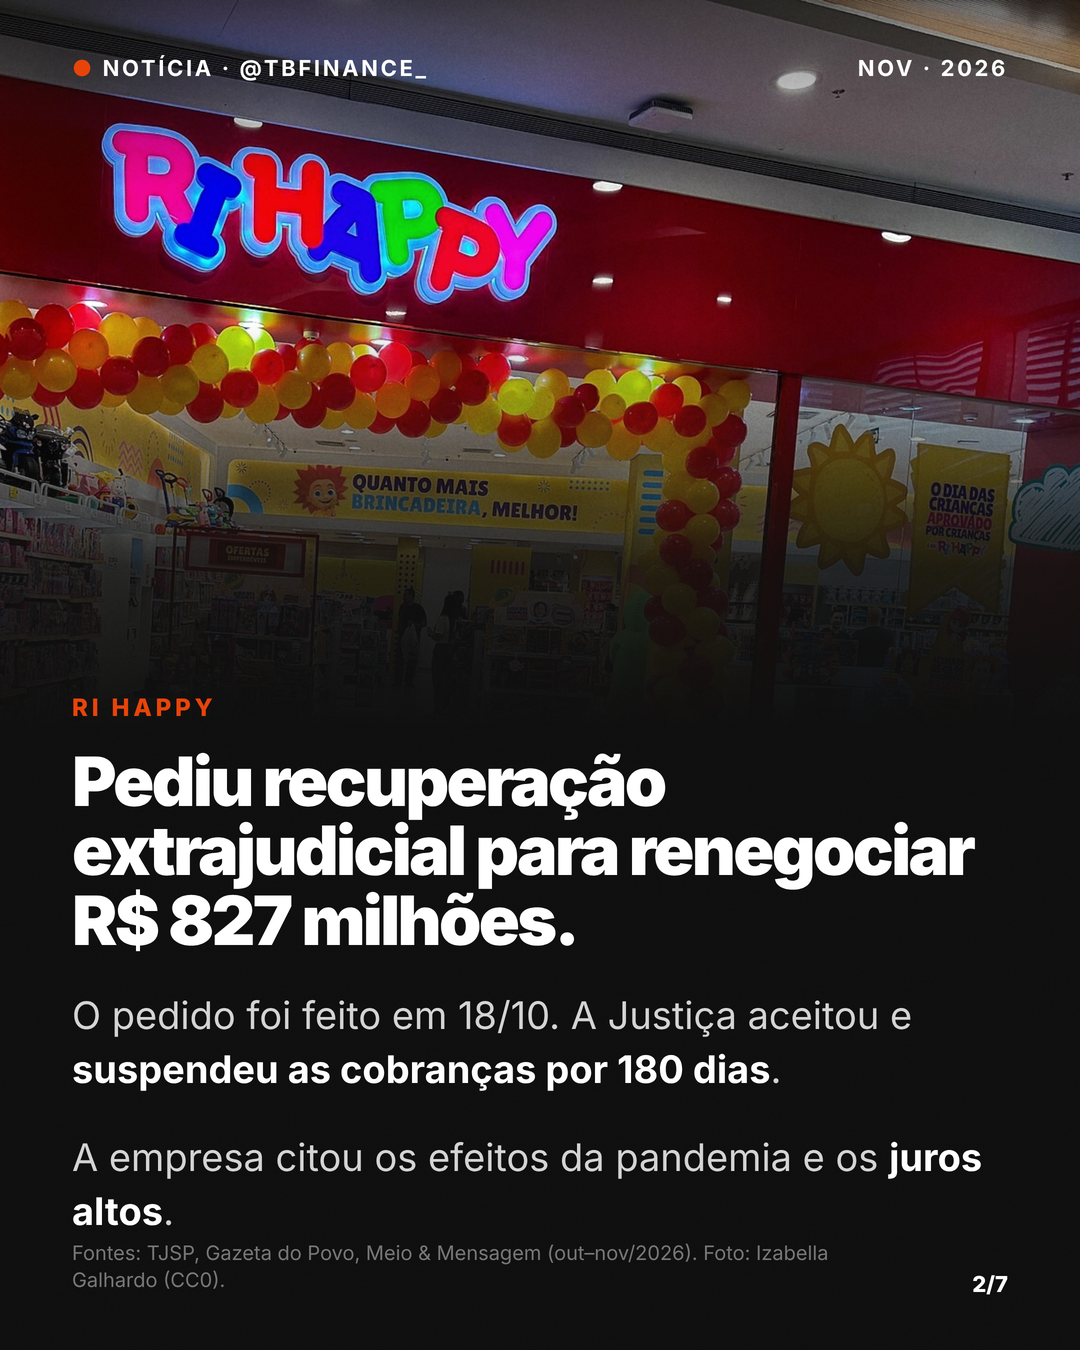 NOTÍCIA · @TBFINANCE_
NOV · 2026
RI HAPPY
QUANTO MAIS
BRINCADEIRA, MELHOR!
O DIA DAS
CRIANÇAS
APROVADO
POR CRIANÇAS
RI HAPPY
OFERTAS
RI HAPPY
Pediu recuperação
extrajudicial para renegociar
R$ 827 milhões.
O pedido foi feito em 18/10. A Justiça aceitou e
suspendeu as cobranças por 180 dias.
A empresa citou os efeitos da pandemia e os juros
altos.
Fontes: TJSP, Gazeta do Povo, Meio & Mensagem (out–nov/2026). Foto: Izabella
Galhardo (CC0).
2/7